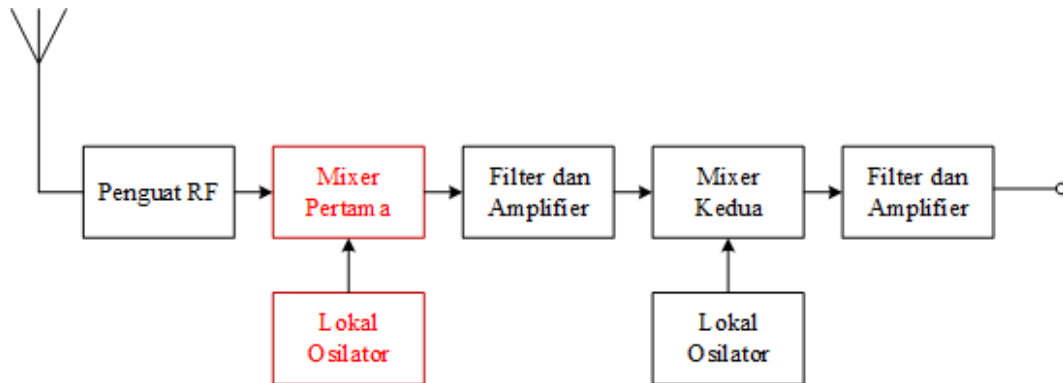 Penguat RF
Mixer
Pertama
Filter dan
Amplifier
Mixer
Kedua
Filter dan
Amplifier
Lokal
Osilator
Lokal
Osilator